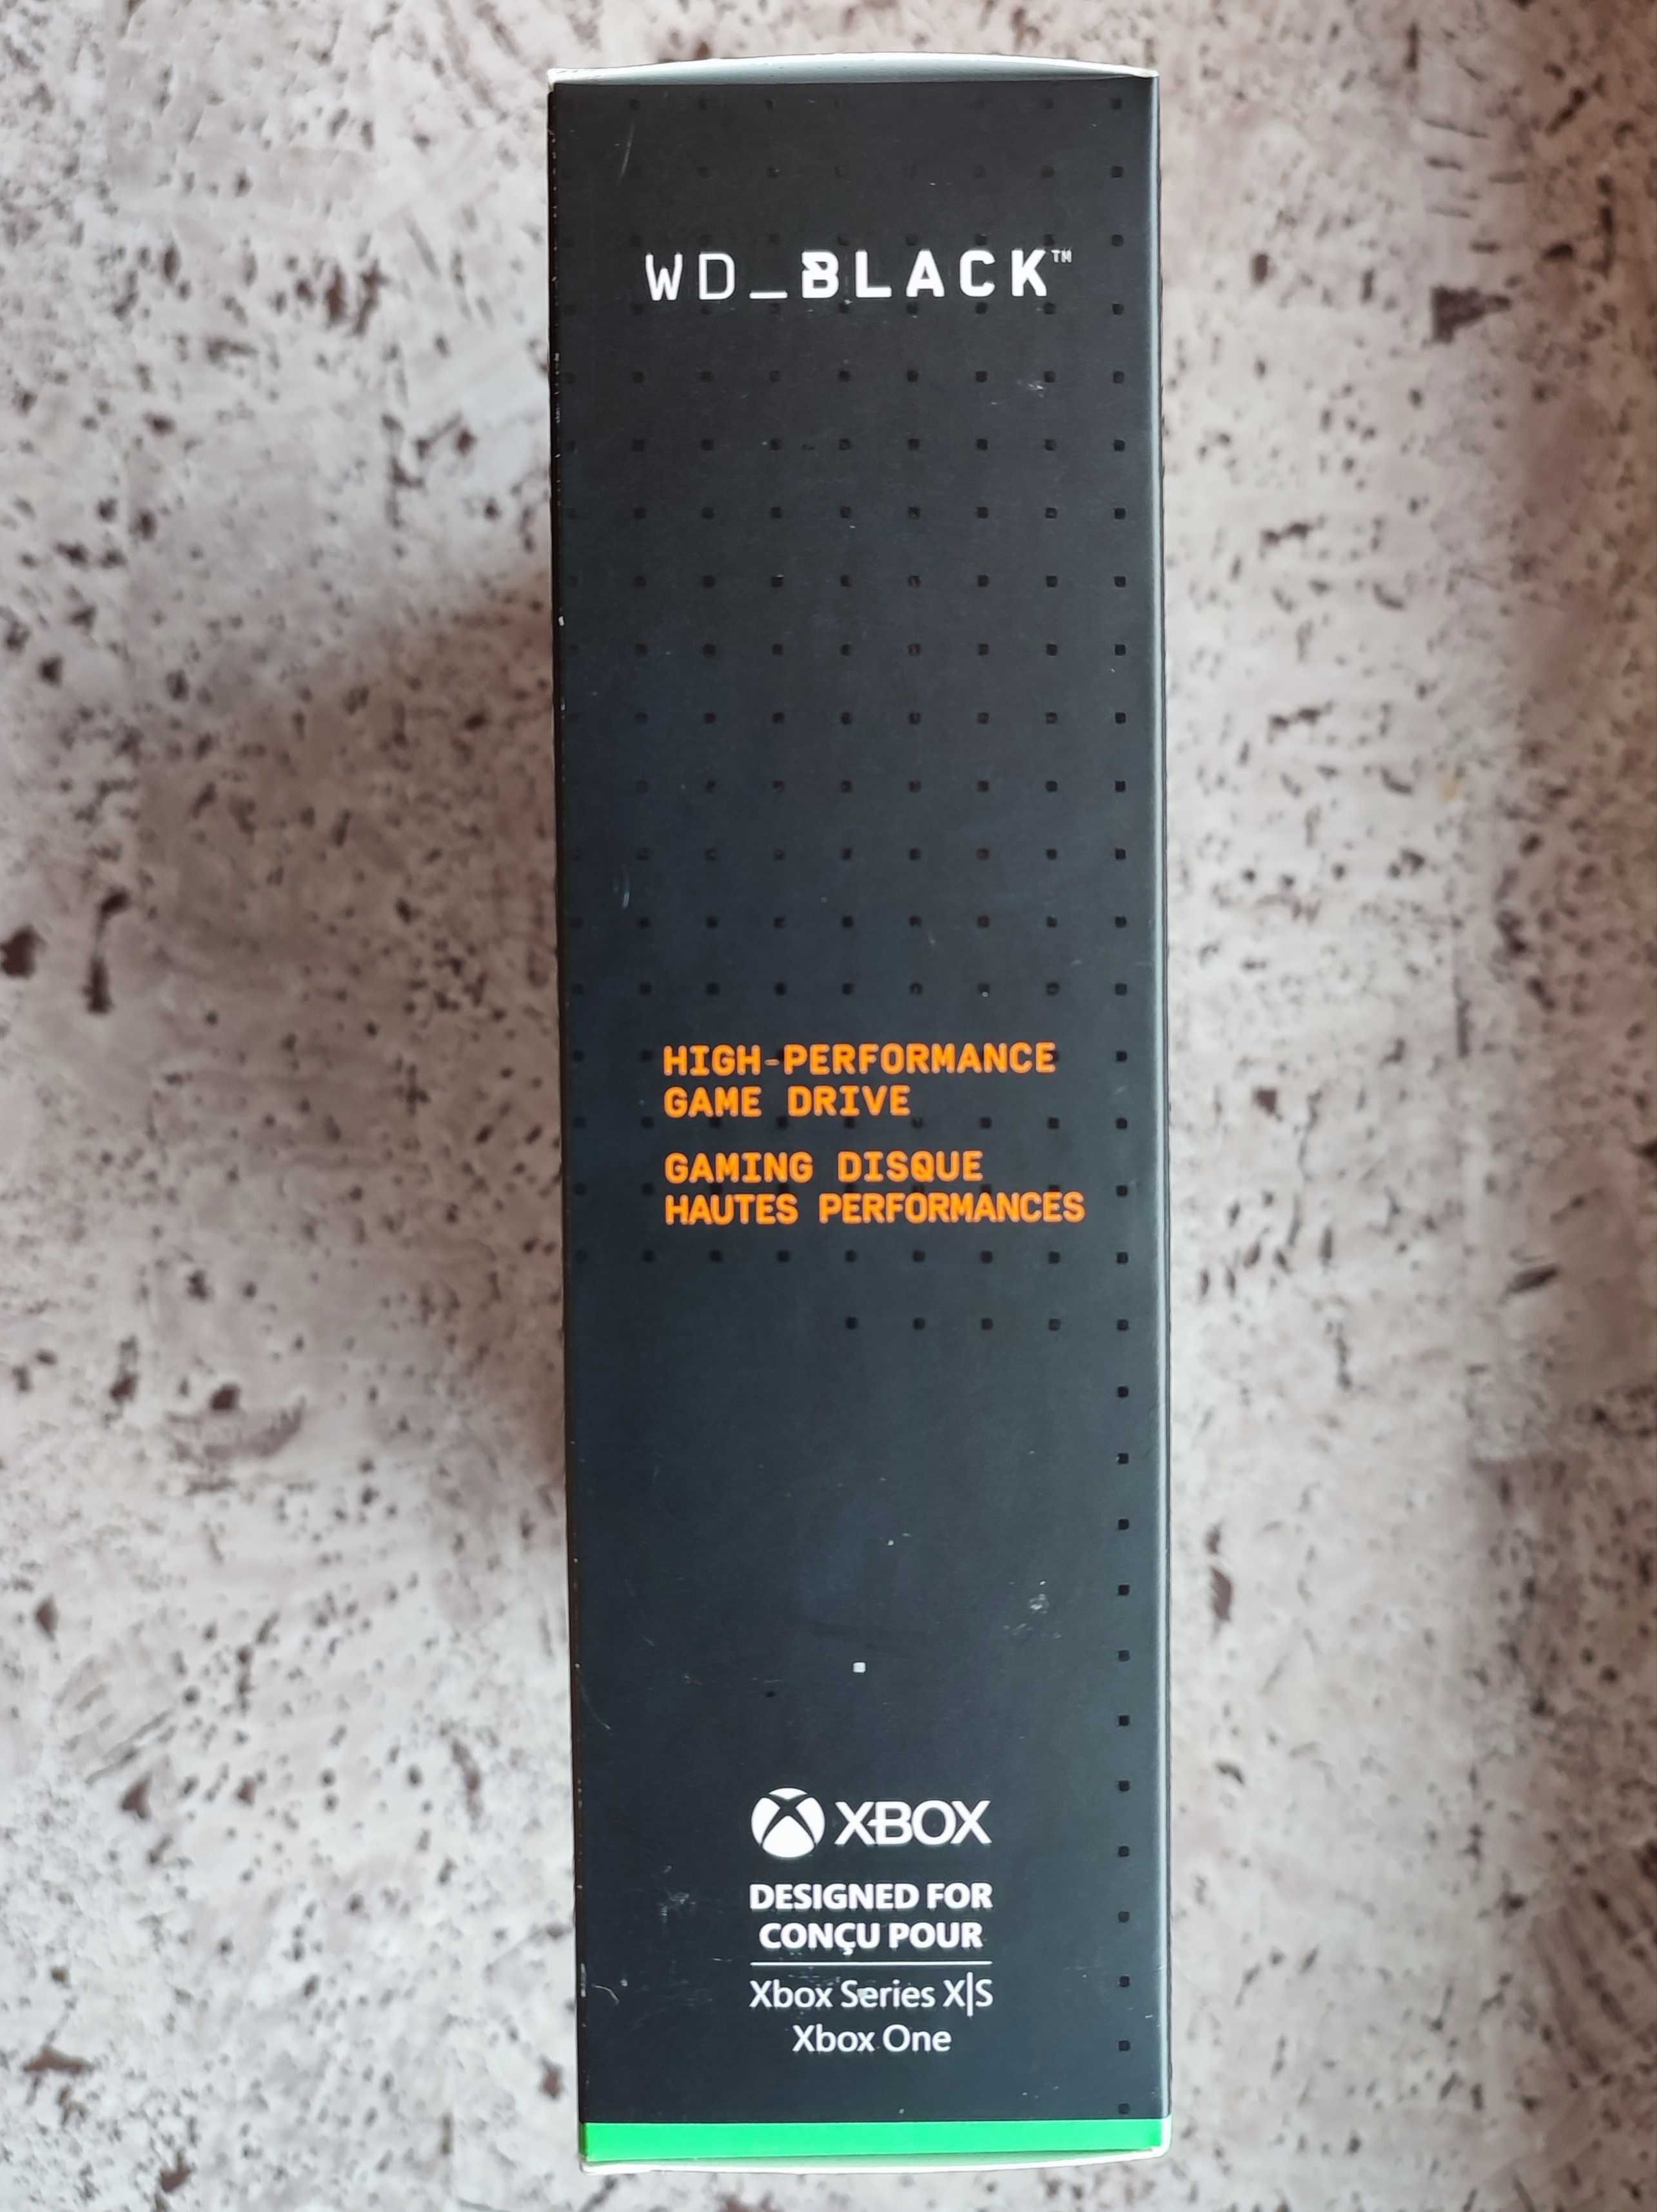 WD_BLACK™
HIGH-PERFORMANCE
GAME DRIVE
GAMING DISQUE
HAUTES PERFORMANCES
XBOX
DESIGNED FOR
CONÇU POUR
Xbox Series X|S
Xbox One